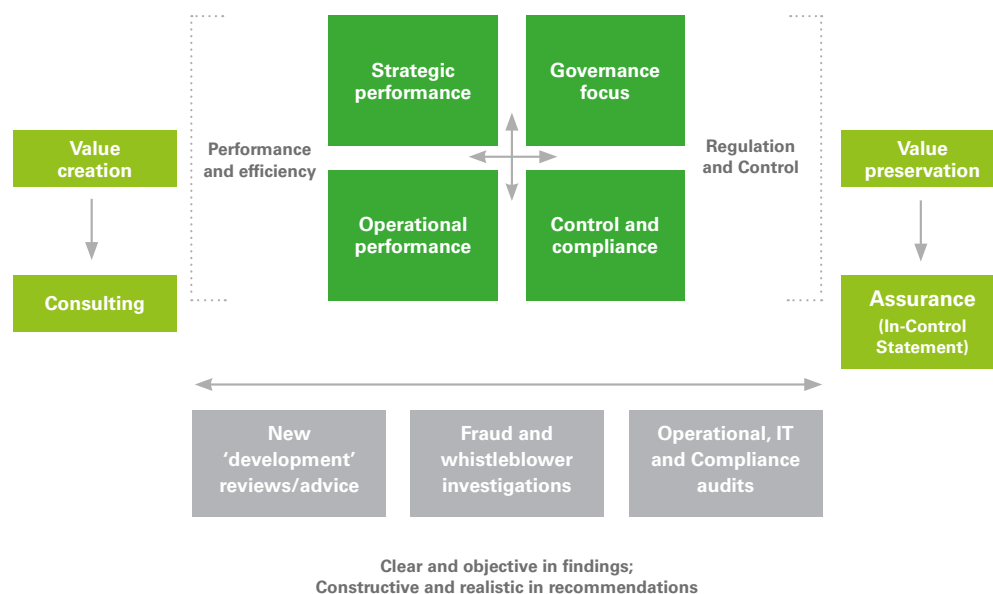 Strategic
performance
Governance
focus
Value
creation
Performance
and efficiency
Regulation
and Control
Value
preservation
Operational
performance
Control and
compliance
Consulting
Assurance
(In-Control
Statement)
New
‘development’
reviews/advice
Fraud and
whistleblower
investigations
Operational, IT
and Compliance
audits
Clear and objective in findings;
Constructive and realistic in recommendations